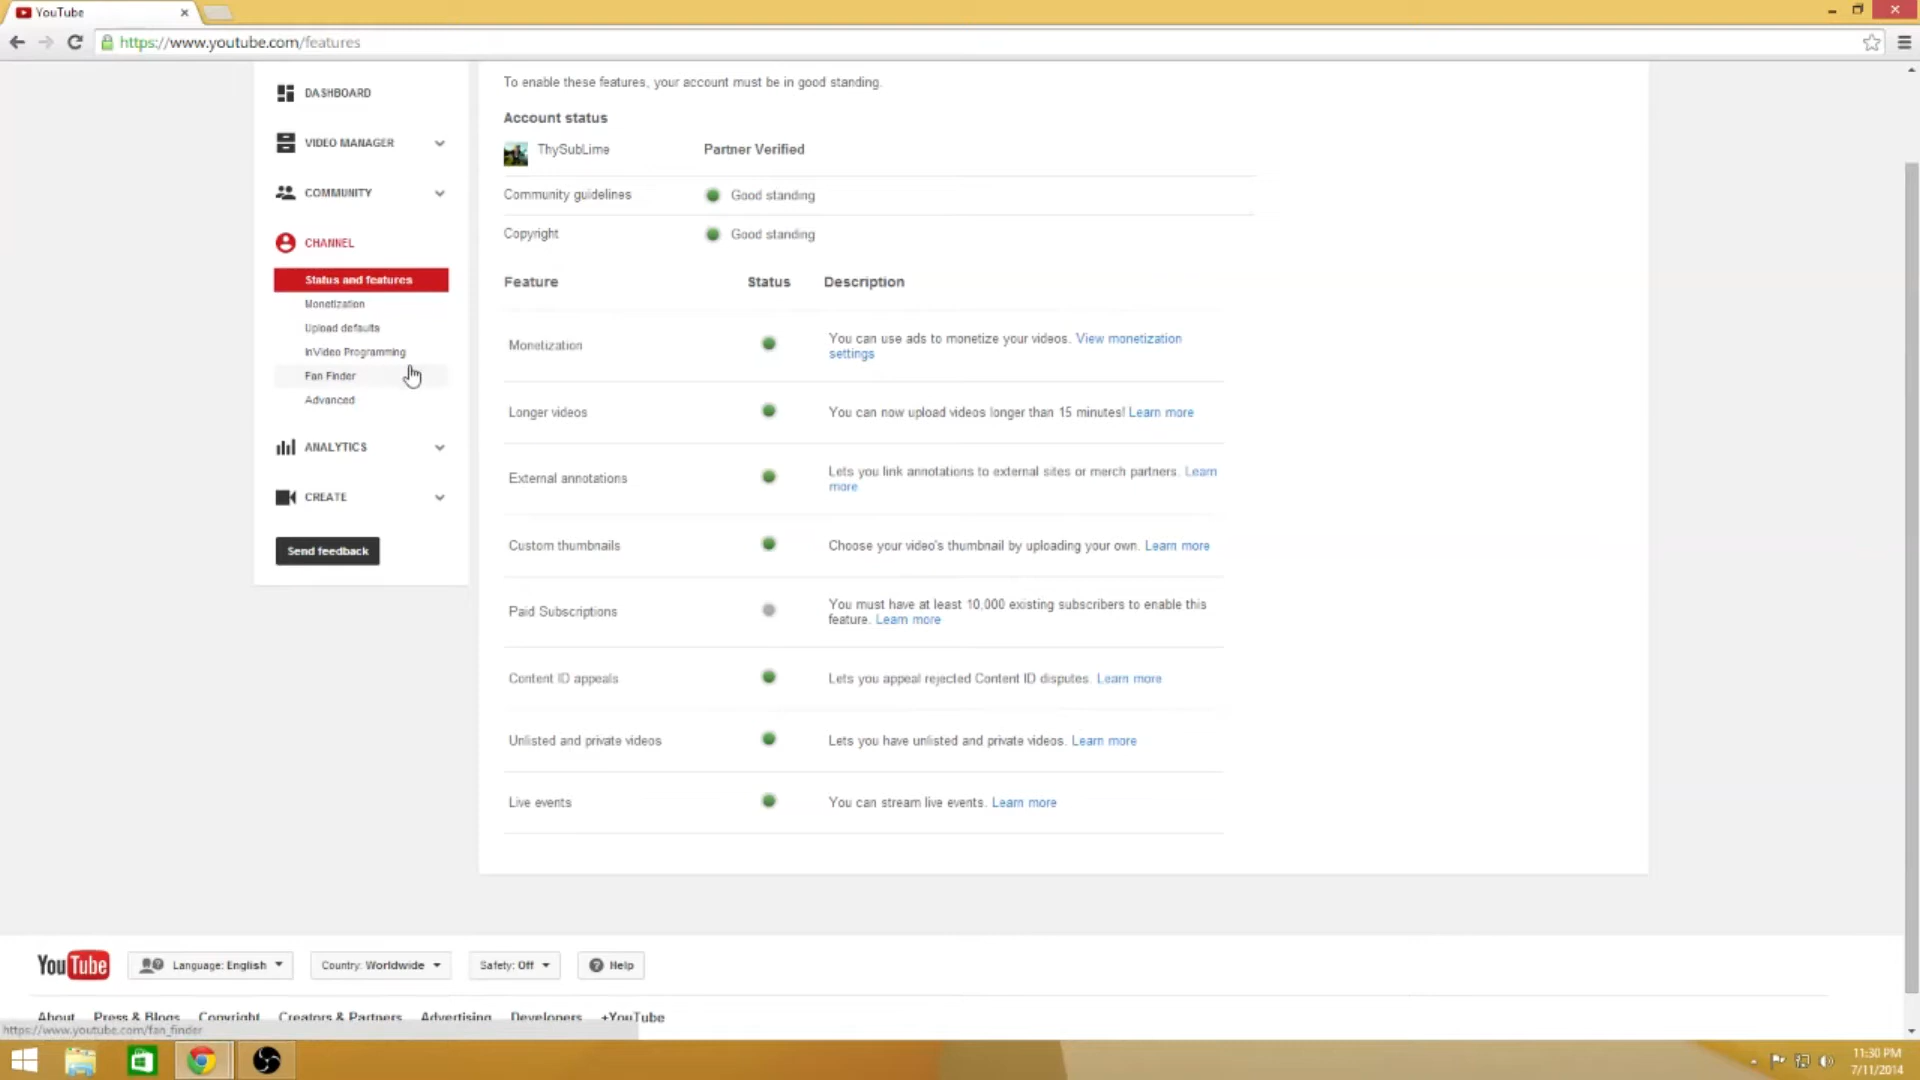 YouTube
https://www.youtube.com/features
DASHBOARD
VIDEO MANAGER
COMMUNITY
CHANNEL
Status and features
Monetization
Upload defaults
InVideo Programming
Fan Finder
Advanced
ANALYTICS
CREATE
Send feedback
To enable these features, your account must be in good standing.
Account status
ThySubLime Partner Verified
Community guidelines Good standing
Copyright Good standing
Feature Status Description
Monetization You can use ads to monetize your videos. View monetization
settings
Longer videos You can now upload videos longer than 15 minutes! Learn more
External annotations Lets you link annotations to external sites or merch partners. Learn
more
Custom thumbnails Choose your video's thumbnail by uploading your own. Learn more
Paid Subscriptions You must have at least 10,000 existing subscribers to enable this
feature. Learn more
Content ID appeals Lets you appeal rejected Content ID disputes. Learn more
Unlisted and private videos Lets you have unlisted and private videos. Learn more
Live events You can stream live events. Learn more
YouTube Language: English Country: Worldwide Safety: Off Help
About Press & Blogs Copyright Creators & Partners Advertising Developers +YouTube
https://www.youtube.com/fan_finder
11:30 PM
7/11/2014